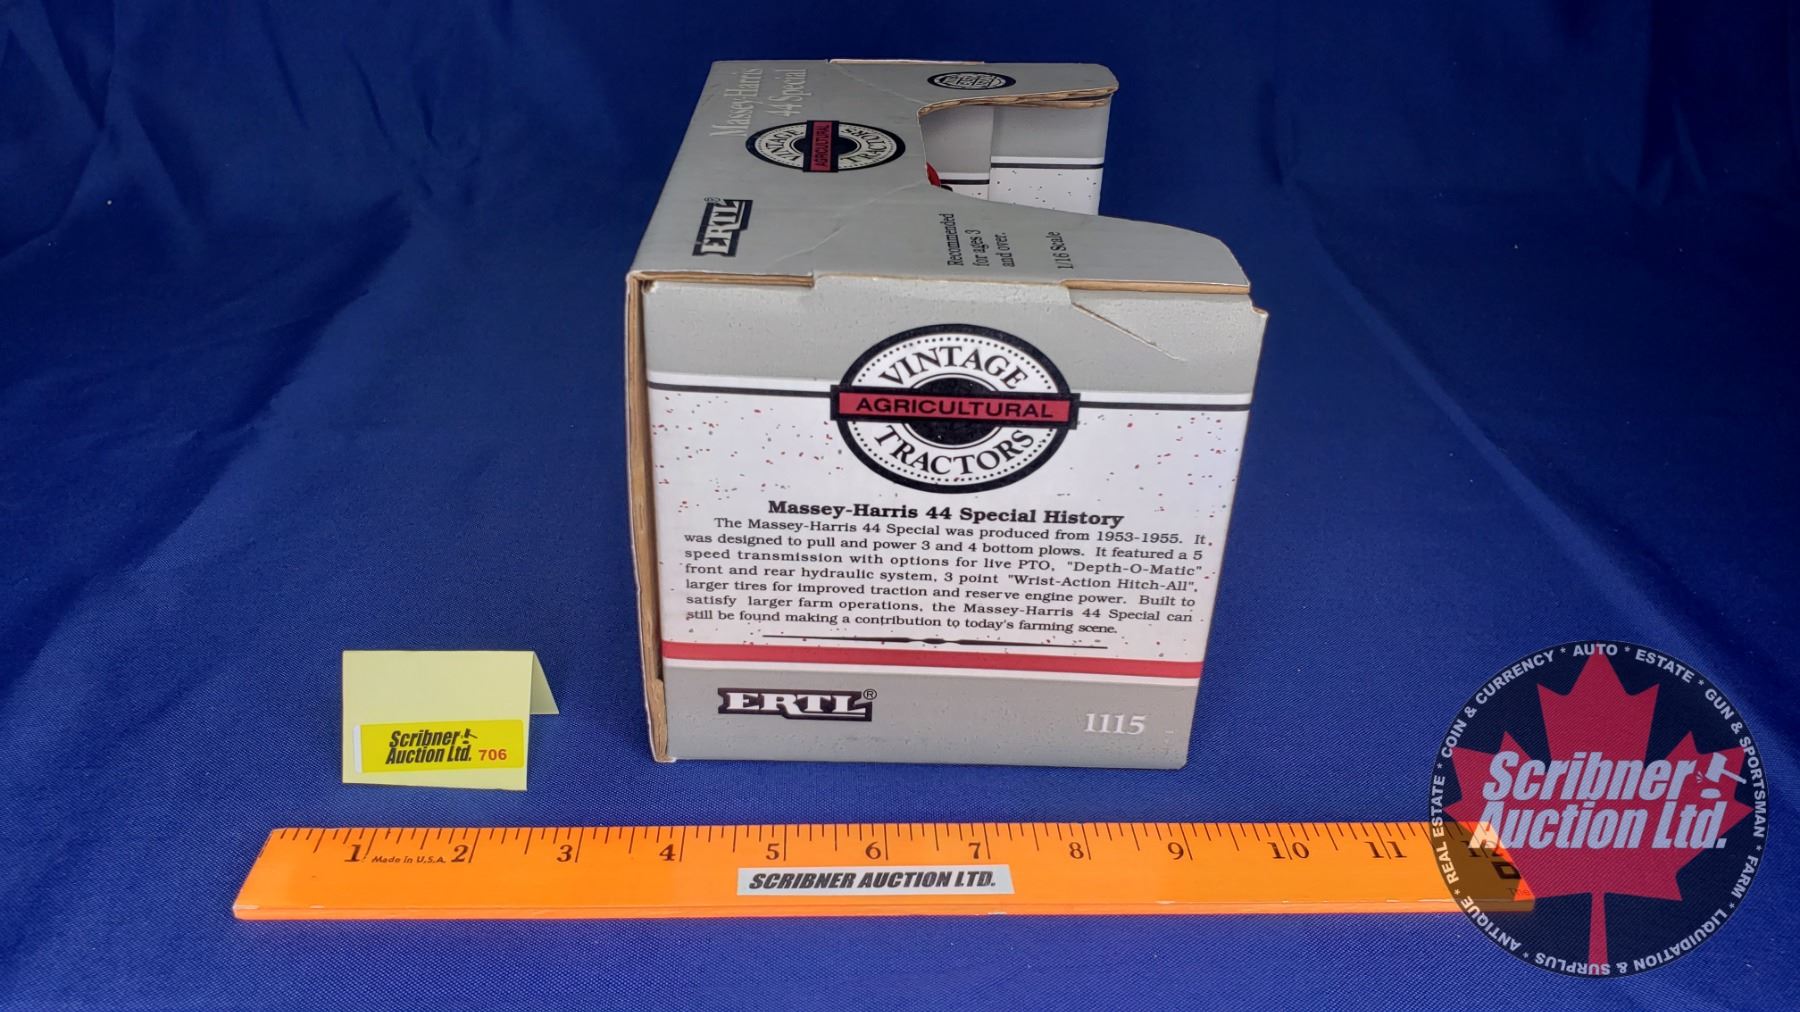 Massey-Harris
44 Special
VINTAGE
AGRICULTURAL
TRACTORS
ERTL®
Recommended
for ages 3
and over.
1/16 Scale
VINTAGE
AGRICULTURAL
TRACTORS
Massey-Harris 44 Special History
The Massey-Harris 44 Special was produced from 1953-1955. It
was designed to pull and power 3 and 4 bottom plows. It featured a 5
speed transmission with options for live PTO, "Depth-O-Matic"
front and rear hydraulic system, 3 point "Wrist-Action Hitch-All",
larger tires for improved traction and reserve engine power. Built to
satisfy larger farm operations, the Massey-Harris 44 Special can
still be found making a contribution to today's farming scene.
ERTL®
1115
Scribner
Auction Ltd. 706
1 Made in U.S.A. 2 3 4 5 6 7 8 9 10 11 12
SCRIBNER AUCTION LTD.
COIN & CURRENCY * AUTO * ESTATE * GUN & SPORTSMAN * FARM * LIQUIDATION & SURPLUS * ANTIQUE * REAL ESTATE *
Scribner
Auction Ltd.